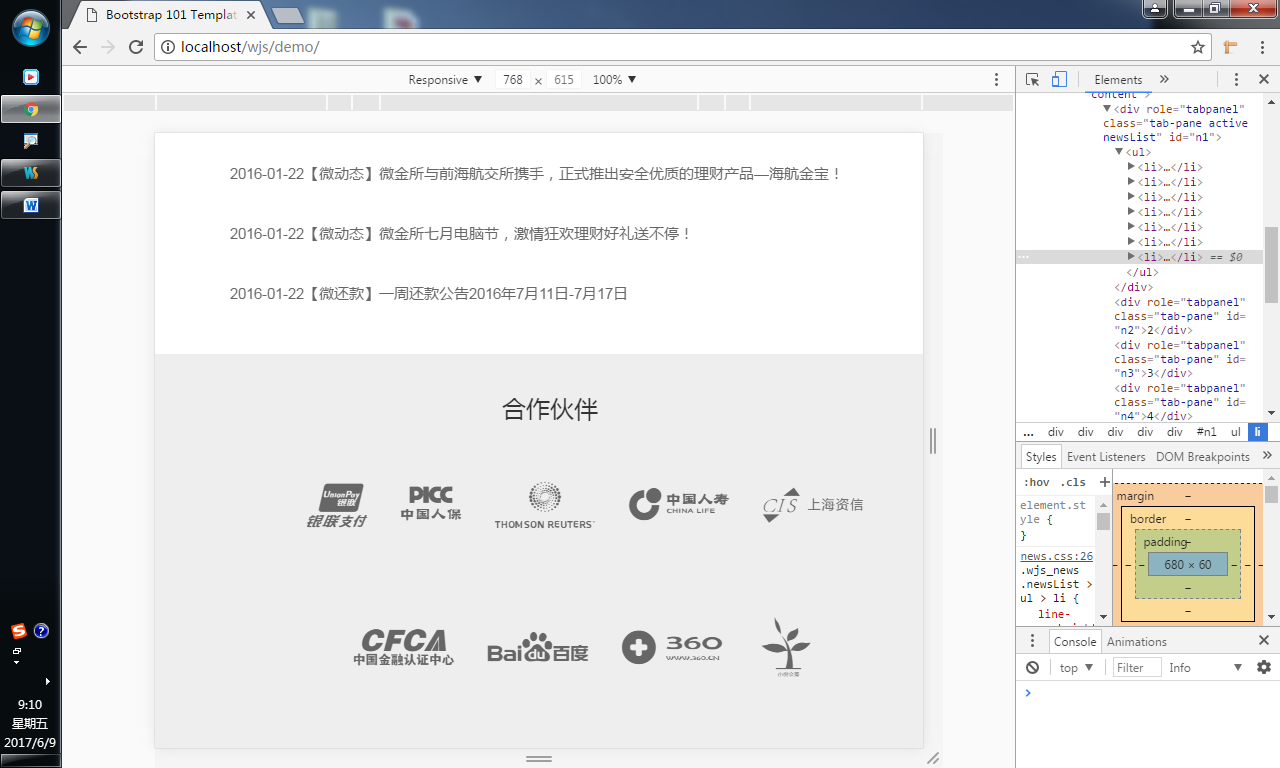 Bootstrap 101 Templat
localhost/wjs/demo/
Responsive ▼ 768 × 615 100% ▼
2016-01-22【微动态】微金所与前海航交所携手，正式推出安全优质的理财产品—海航金宝！
2016-01-22【微动态】微金所七月电脑节，激情狂欢理财好礼送不停！
2016-01-22【微还款】一周还款公告2016年7月11日-7月17日
合作伙伴
UnionPay
银联
银联支付
PICC
中国人保
THOMSON REUTERS
中国人寿
CHINA LIFE
CIS 上海资信
CFCA
中国金融认证中心
Bai du 百度
360
WWW.360.CN
Elements »
content">
▼<div role="tabpanel"
class="tab-pane active
newsList" id="n1">
▼<ul>
▶<li>…</li>
▶<li>…</li>
▶<li>…</li>
▶<li>…</li>
▶<li>…</li>
▶<li>…</li>
▶<li>…</li> == $0
</ul>
</div>
<div role="tabpanel"
class="tab-pane" id=
"n2">2</div>
<div role="tabpanel"
class="tab-pane" id=
"n3">3</div>
<div role="tabpanel"
class="tab-pane" id=
"n4">4</div>
... div div div div div #n1 ul li
Styles Event Listeners DOM Breakpoints »
:hov .cls +
element.st
yle {
}
news.css:26
.wjs_news
.newsList >
ul > li {
line-
margin –
border –
padding –
– – – 680 × 60 – – –
–
–
Console Animations
top ▼ Filter Info ▼
>
9:10
星期五
2017/6/9